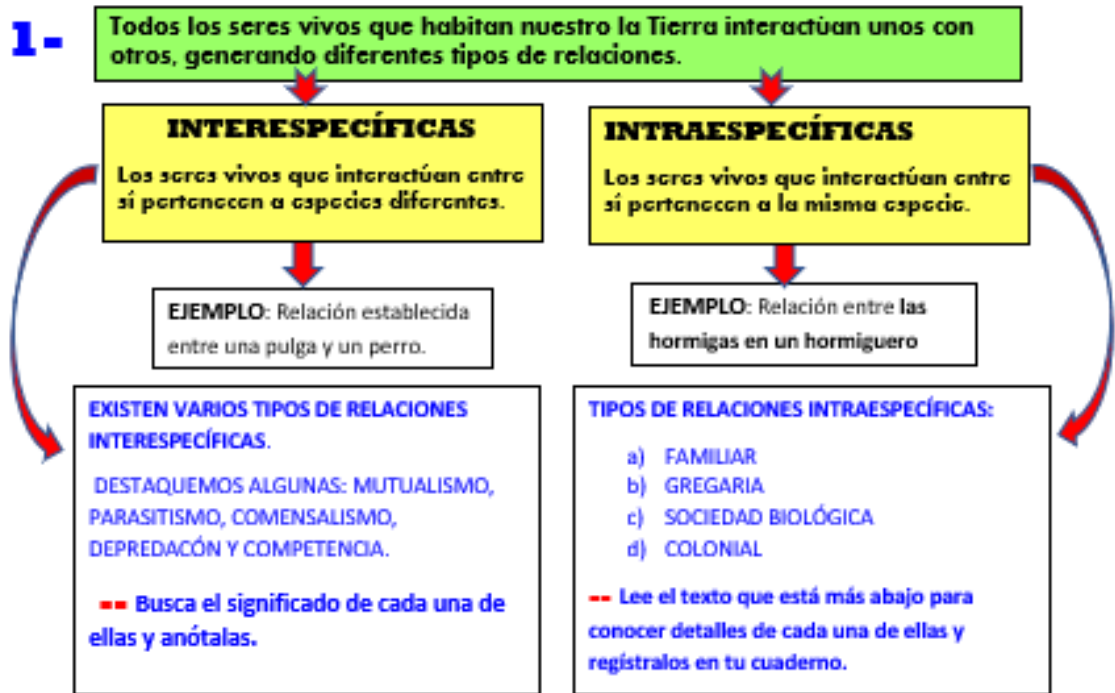 1-
Todos los seres vivos que habitan nuestro la Tierra interactúan unos con
otros, generando diferentes tipos de relaciones.
INTERESPECÍFICAS
Los seres vivos que interactúan entre
sí pertenecen a especies diferentes.
INTRAESPECÍFICAS
Los seres vivos que interactúan entre
sí pertenecen a la misma especie.
EJEMPLO: Relación establecida
entre una pulga y un perro.
EJEMPLO: Relación entre las
hormigas en un hormiguero
EXISTEN VARIOS TIPOS DE RELACIONES
INTERESPECÍFICAS.
DESTAQUEMOS ALGUNAS: MUTUALISMO,
PARASITISMO, COMENSALISMO,
DEPREDACÓN Y COMPETENCIA.
-- Busca el significado de cada una de
ellas y anótalas.
TIPOS DE RELACIONES INTRAESPECÍFICAS:
a) FAMILIAR
b) GREGARIA
c) SOCIEDAD BIOLÓGICA
d) COLONIAL
-- Lee el texto que está más abajo para
conocer detalles de cada una de ellas y
regístralos en tu cuaderno.